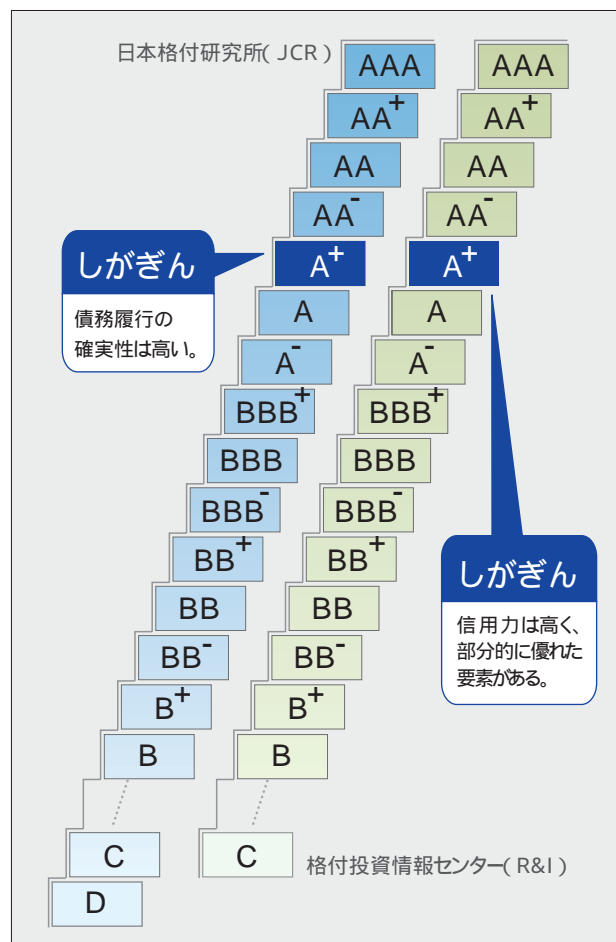 日本格付研究所(JCR)
AAA
AA+
AA
AA-
A+
A
A-
BBB+
BBB
BBB-
BB+
BB
BB-
B+
B
C
D
しがぎん
債務履行の
確実性は高い。
AAA
AA+
AA
AA-
A+
A
A-
BBB+
BBB
BBB-
BB+
BB
BB-
B+
B
C
しがぎん
信用力は高く、
部分的に優れた
要素がある。
格付投資情報センター(R&I)